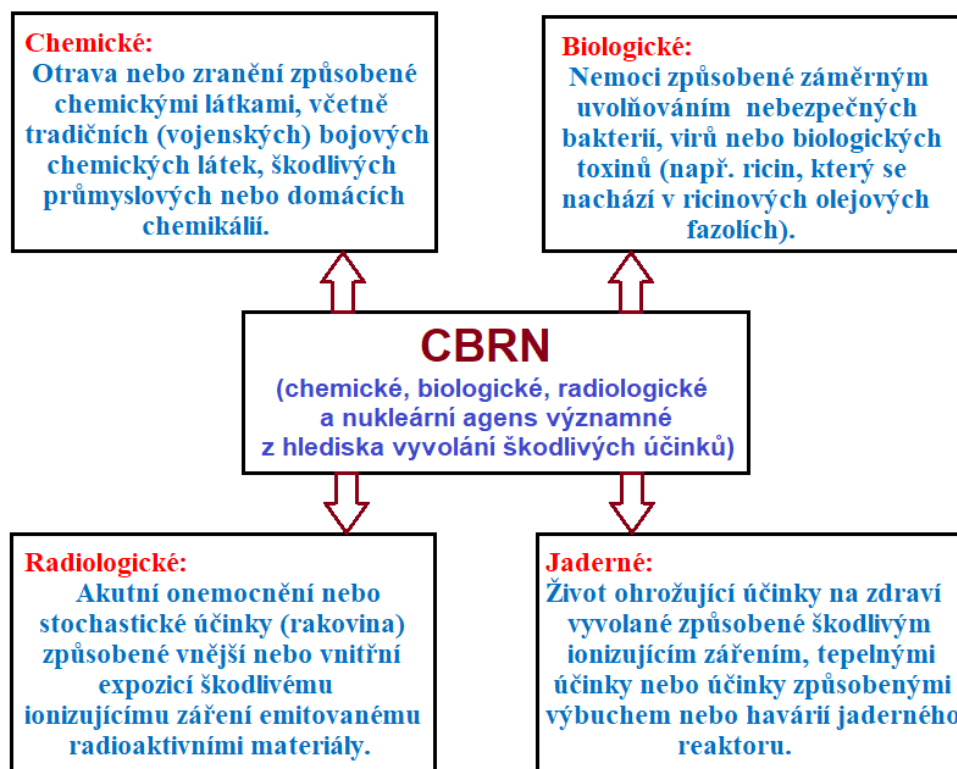 Chemické:
Otrava nebo zranění způsobené
chemickými látkami, včetně
tradičních (vojenských) bojových
chemických látek, škodlivých
průmyslových nebo domácích
chemikálií.
Biologické:
Nemoci způsobené záměrným
uvolňováním nebezpečných
bakterií, virů nebo biologických
toxinů (např. ricin, který se
nachází v ricinových olejových
fazolích).
CBRN
(chemické, biologické, radiologické
a nukleární agens významné
z hlediska vyvolání škodlivých účinků)
Radiologické:
Akutní onemocnění nebo
stochastické účinky (rakovina)
způsobené vnější nebo vnitřní
expozicí škodlivému
ionizujícímu záření emitovanému
radioaktivními materiály.
Jaderné:
Život ohrožující účinky na zdraví
vyvolané způsobené škodlivým
ionizujícím zářením, tepelnými
účinky nebo účinky způsobenými
výbuchem nebo havárií jaderného
reaktoru.